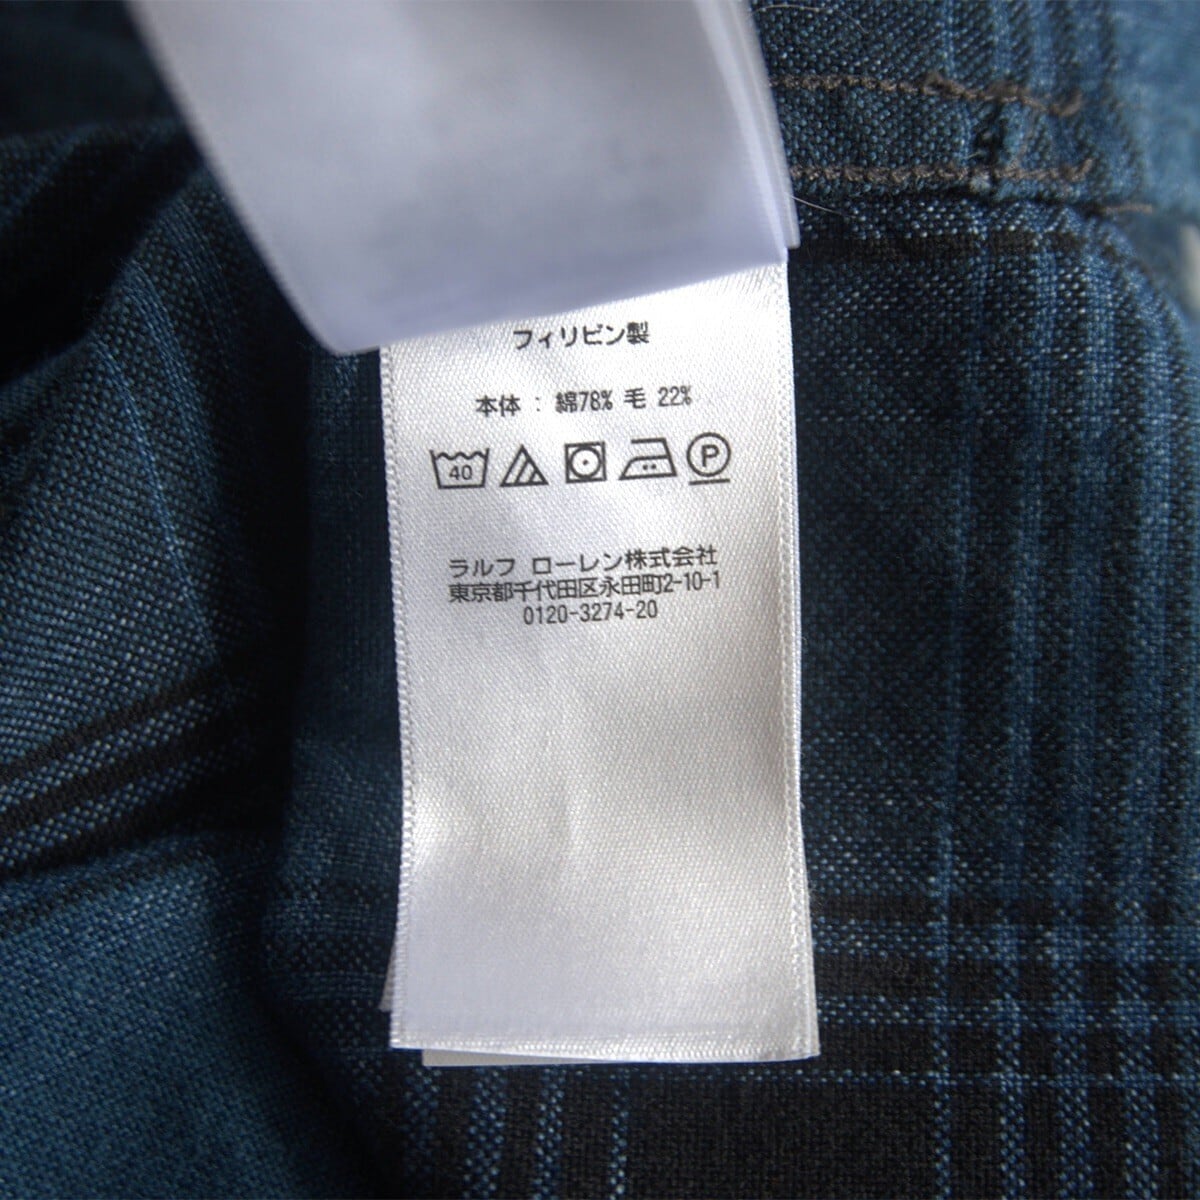 フィリピン製
本体 : 綿78% 毛 22%
40 P
ラルフ ローレン株式会社
東京都千代田区永田町2-10-1
0120-3274-20